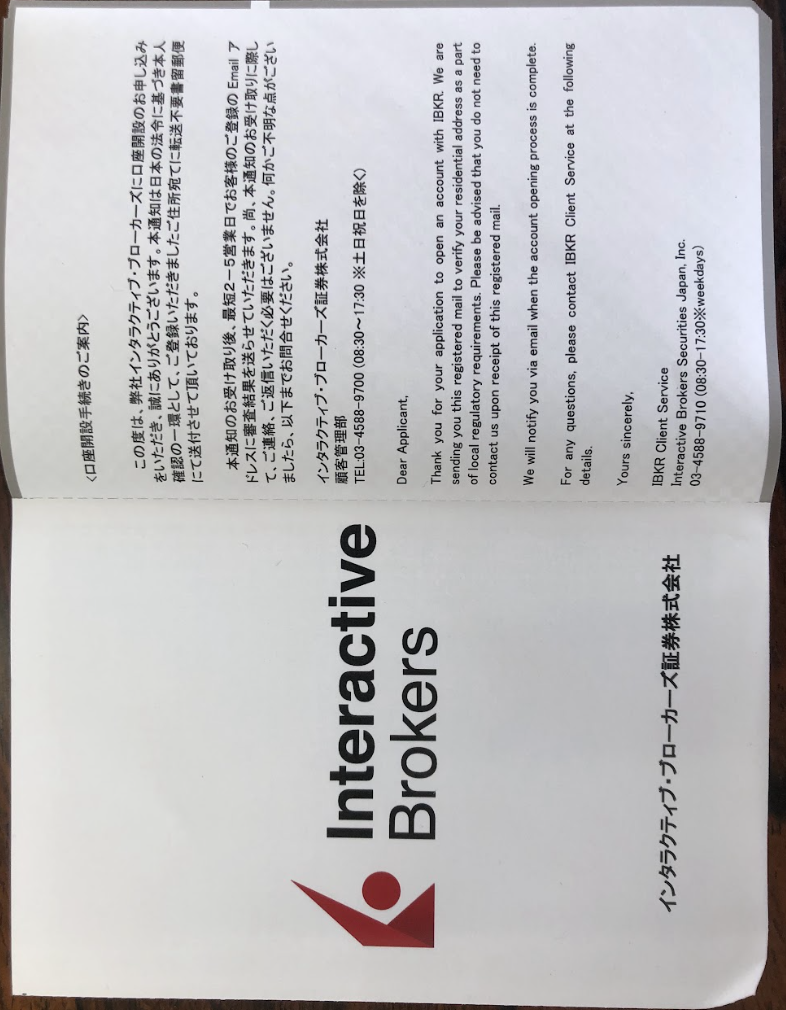 Interactive
Brokers
インタラクティブ・ブローカーズ証券株式会社
<口座開設手続きのご案内>
この度は、弊社インタラクティブ・ブローカーズに口座開設のお申し込み
をいただき、誠にありがとうございます。本通知は日本の法令に基づき本人
確認の一環として、ご登録いただきましたご住所宛てに転送不要書留郵便
にて送付させて頂いております。
本通知のお受け取り後、最短２－５営業日でお客様のご登録の Email ア
ドレスに審査結果を送らせていただきます。尚、本通知のお受け取りに際し
て、ご連絡、ご返信いただく必要はございません。何かご不明な点がござい
ましたら、以下までお問合せください。
インタラクティブ・ブローカーズ証券株式会社
顧客管理部
TEL:03-4588-9700 (08:30～17:30 ※土日祝日を除く)
Dear Applicant,
Thank you for your application to open an account with IBKR. We are
sending you this registered mail to verify your residential address as a part
of local regulatory requirements. Please be advised that you do not need to
contact us upon receipt of this registered mail.
We will notify you via email when the account opening process is complete.
For any questions, please contact IBKR Client Service at the following
details.
Yours sincerely,
IBKR Client Service
Interactive Brokers Securities Japan, Inc.
03-4588-9710 (08:30-17:30※weekdays)